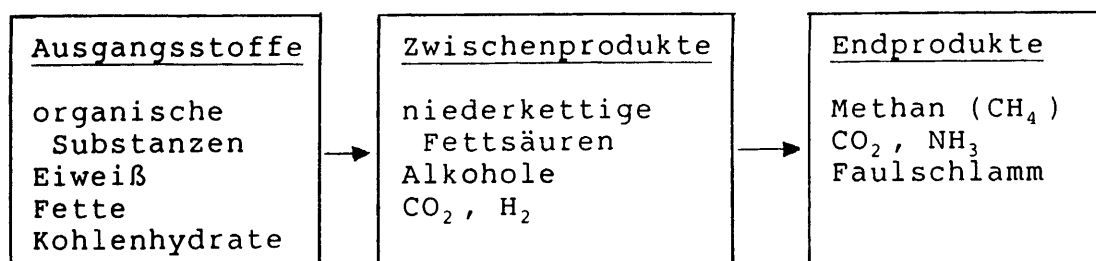 Ausgangsstoffe
organische
Substanzen
Eiweiß
Fette
Kohlenhydrate
Zwischenprodukte
niederkettige
Fettsäuren
Alkohole
CO₂, H₂
Endprodukte
Methan (CH₄)
CO₂, NH₃
Faulschlamm